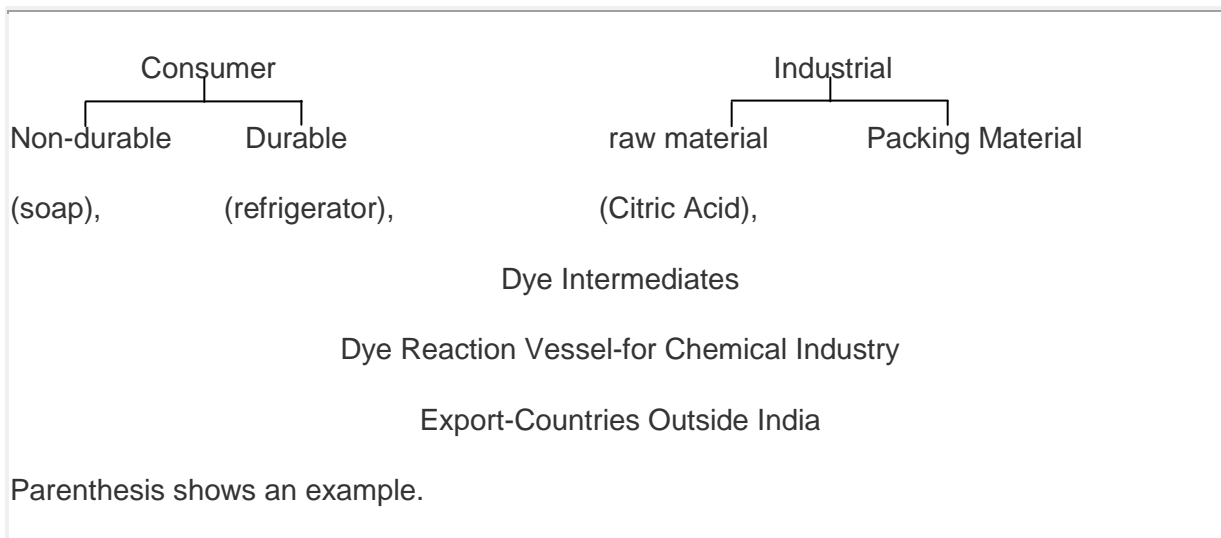 Consumer Industrial
Non-durable Durable raw material Packing Material
(soap), (refrigerator), (Citric Acid),
Dye Intermediates
Dye Reaction Vessel-for Chemical Industry
Export-Countries Outside India
Parenthesis shows an example.